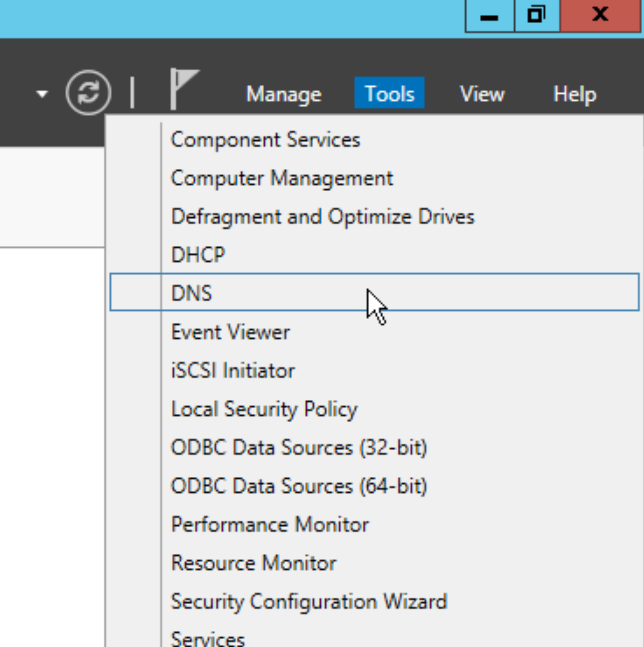 Manage Tools View Help
Component Services
Computer Management
Defragment and Optimize Drives
DHCP
DNS
Event Viewer
iSCSI Initiator
Local Security Policy
ODBC Data Sources (32-bit)
ODBC Data Sources (64-bit)
Performance Monitor
Resource Monitor
Security Configuration Wizard
Services